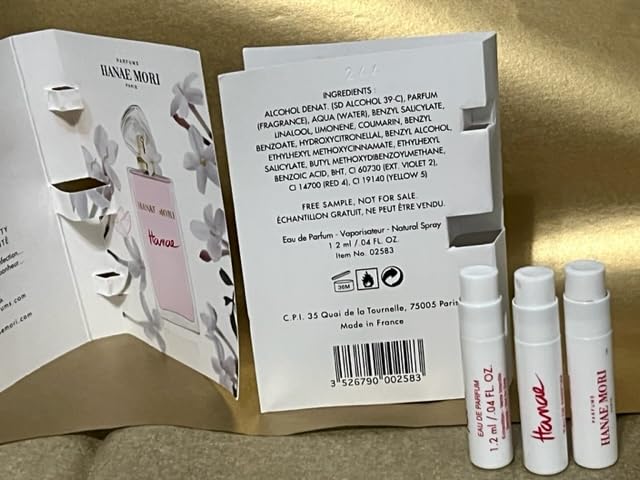 PARFUMS
HANAE MORI
PARIS
HANAE MORI
Hanae
244
INGREDIENTS :
ALCOHOL DENAT. (SD ALCOHOL 39-C), PARFUM
(FRAGRANCE), AQUA (WATER), BENZYL SALICYLATE,
LINALOOL, LIMONENE, COUMARIN, BENZYL
BENZOATE, HYDROXYCITRONELLAL, BENZYL ALCOHOL
ETHYLHEXYL METHOXYCINNAMATE, ETHYLHEXYL
SALICYLATE, BUTYL METHOXYDIBENZOYLMETHANE,
BENZOIC ACID, BHT, CI 60730 (EXT. VIOLET 2),
CI 14700 (RED 4), CI 19140 (YELLOW 5)
FREE SAMPLE, NOT FOR SALE.
ÉCHANTILLON GRATUIT, NE PEUT ÊTRE VENDU.
Eau de Parfum - Vaporisateur - Natural Spray
1.2 ml / .04 FL. OZ.
Item No. 02583
36M
C.P.I. 35 Quai de la Tournelle, 75005 Paris
Made in France
3 526790 002583
EAU DE PARFUM
1.2 ml / .04 FL. OZ.
Hanae
PARFUMS
HANAE MORI